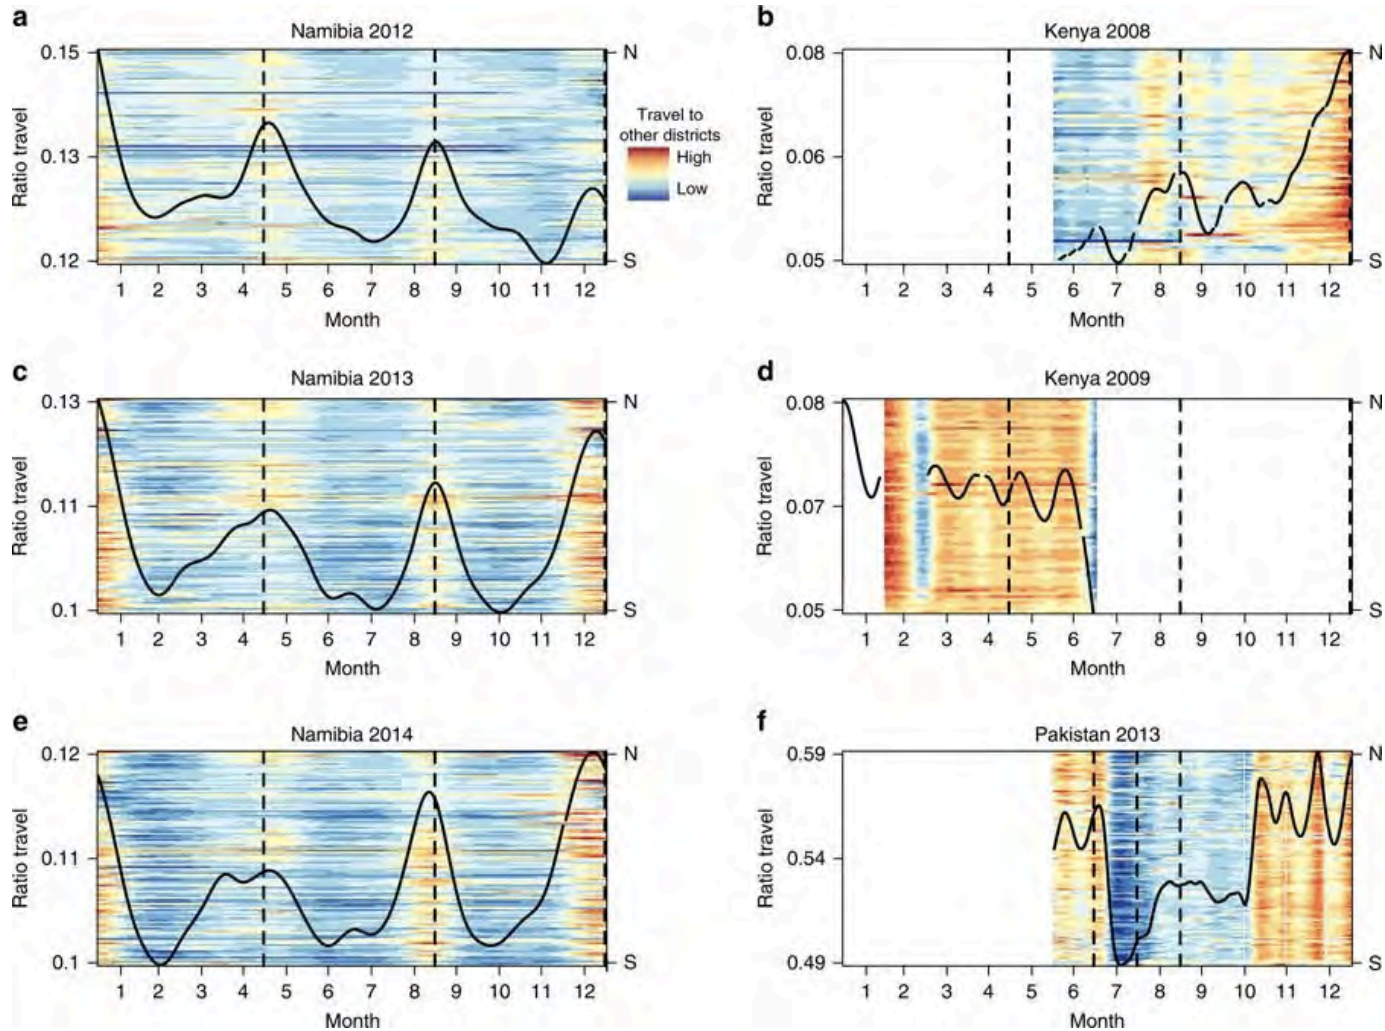 a
Namibia 2012
0.15
0.13
0.12
Ratio travel
N
S
1 2 3 4 5 6 7 8 9 10 11 12
Month
Travel to
other districts
High
Low
b
Kenya 2008
0.08
0.06
0.05
Ratio travel
N
S
1 2 3 4 5 6 7 8 9 10 11 12
Month
c
Namibia 2013
0.13
0.11
0.1
Ratio travel
N
S
1 2 3 4 5 6 7 8 9 10 11 12
Month
d
Kenya 2009
0.08
0.07
0.05
Ratio travel
N
S
1 2 3 4 5 6 7 8 9 10 11 12
Month
e
Namibia 2014
0.12
0.11
0.1
Ratio travel
N
S
1 2 3 4 5 6 7 8 9 10 11 12
Month
f
Pakistan 2013
0.59
0.54
0.49
Ratio travel
N
S
1 2 3 4 5 6 7 8 9 10 11 12
Month